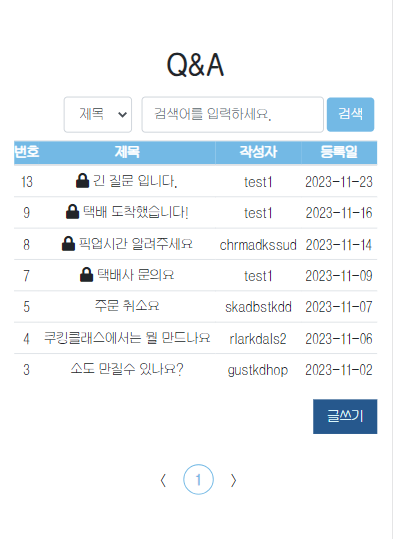 Q&A
제목 검색어를 입력하세요. 검색
번호 제목 작성자 등록일
13 긴 질문 입니다. test1 2023-11-23
9 택배 도착했습니다! test1 2023-11-16
8 픽업시간 알려주세요 chrmadkssud 2023-11-14
7 택배사 문의요 test1 2023-11-09
5 주문 취소요 skadbstkdd 2023-11-07
4 쿠킹클래스에서는 뭘 만드나요 rlarkdals2 2023-11-06
3 소도 만질수 있나요? gustkdhop 2023-11-02
글쓰기
〈 1 〉